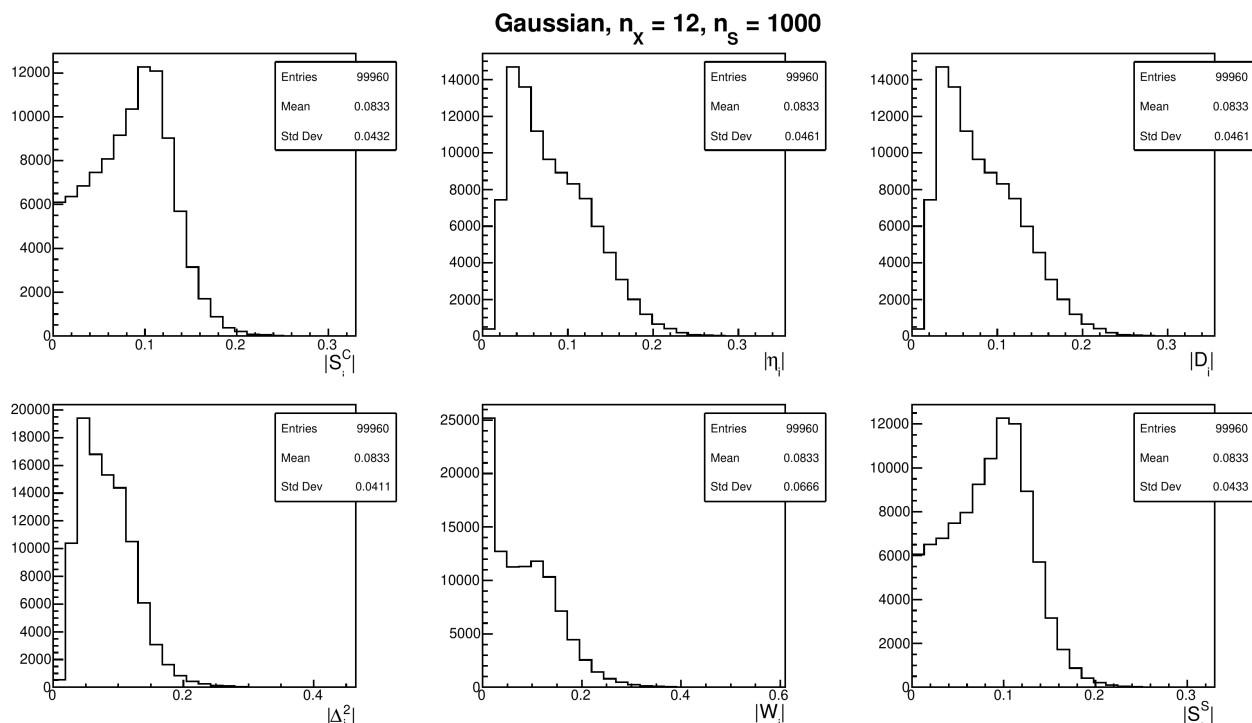 Gaussian, n_X = 12, n_S = 1000
12000
10000
8000
6000
4000
2000
0
0 0.1 0.2 0.3
|S_i^C|
Entries 99960
Mean 0.0833
Std Dev 0.0432
14000
12000
10000
8000
6000
4000
2000
0
0 0.1 0.2 0.3
|η_i|
Entries 99960
Mean 0.0833
Std Dev 0.0461
14000
12000
10000
8000
6000
4000
2000
0
0 0.1 0.2 0.3
|D_i|
Entries 99960
Mean 0.0833
Std Dev 0.0461
20000
18000
16000
14000
12000
10000
8000
6000
4000
2000
0
0 0.2 0.4
|Δ_i^2|
Entries 99960
Mean 0.0833
Std Dev 0.0411
25000
20000
15000
10000
5000
0
0 0.2 0.4 0.6
|W_i|
Entries 99960
Mean 0.0833
Std Dev 0.0666
12000
10000
8000
6000
4000
2000
0
0 0.1 0.2 0.3
|S_i^S|
Entries 99960
Mean 0.0833
Std Dev 0.0433